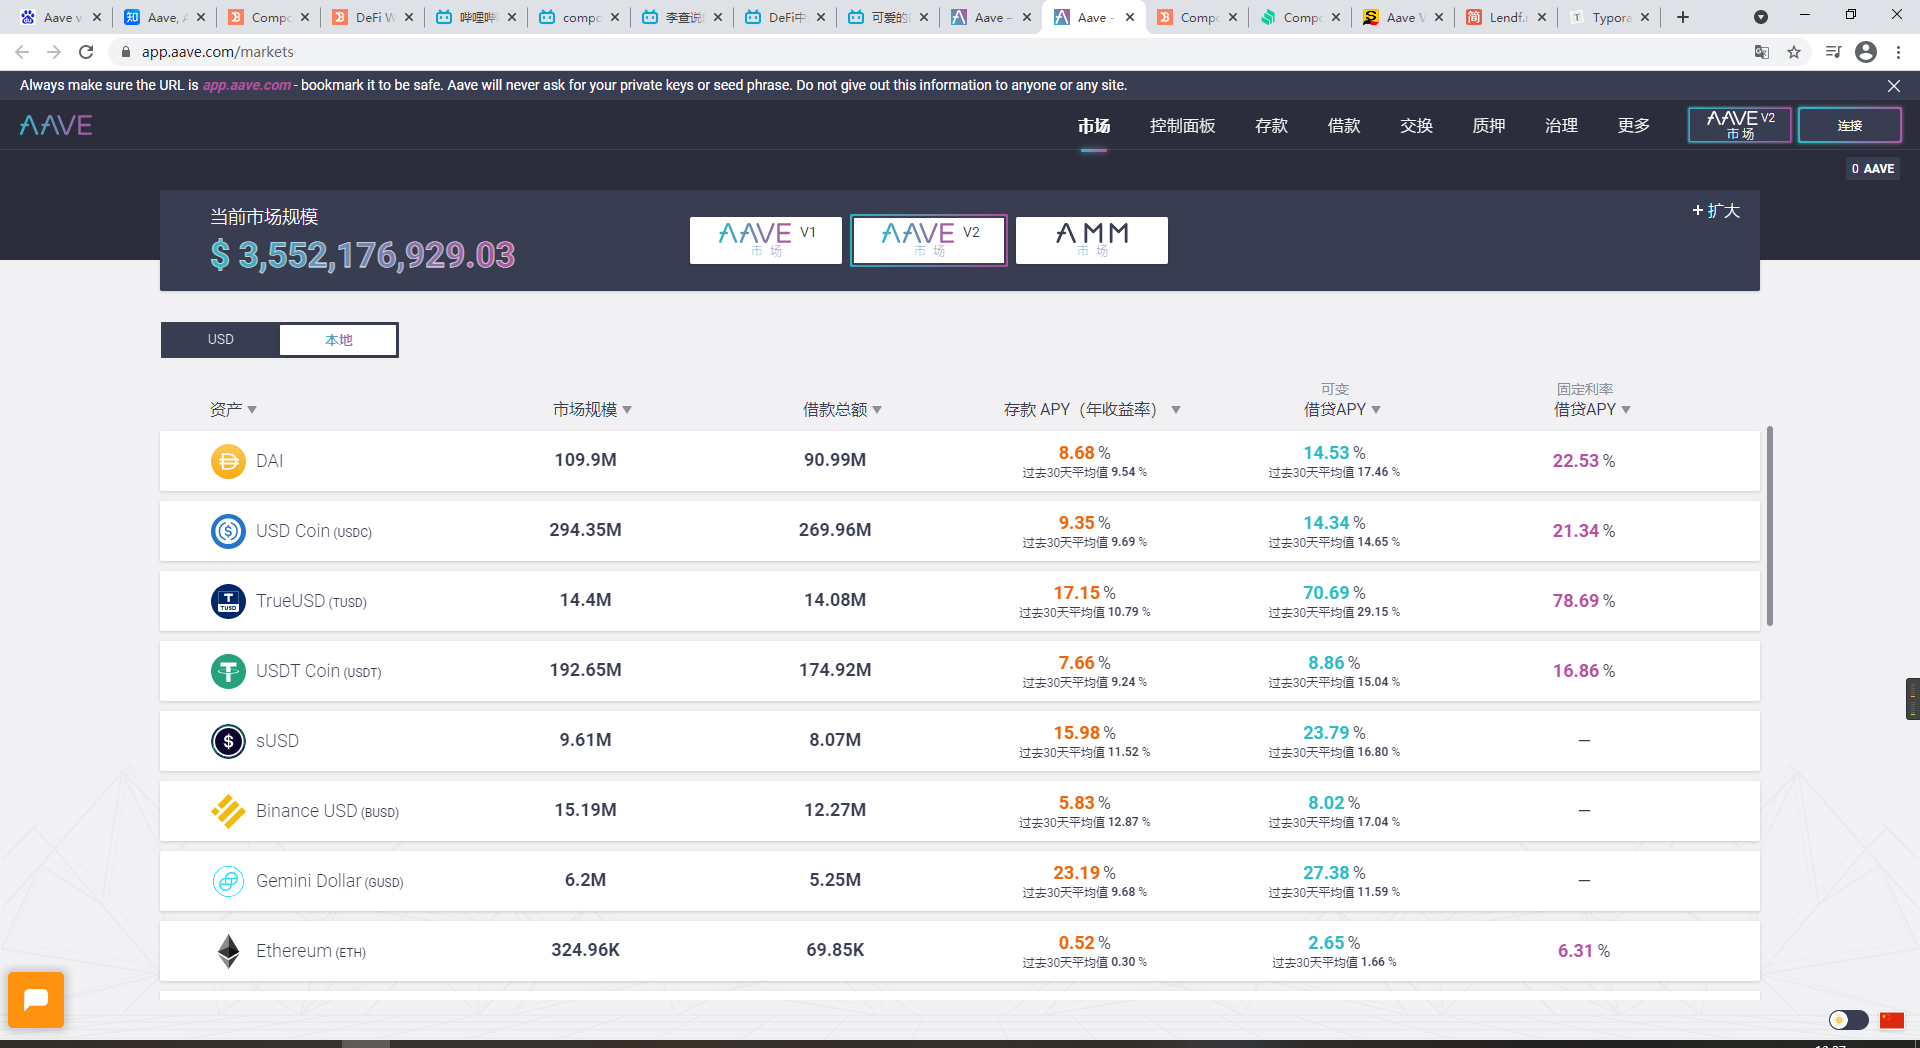 Aave v
Aave, A
Compo
DeFi W
哔哩哔
compo
李查说
DeFi中
可爱的
Aave –
Aave -
Compo
Compo
Aave V
Lendf.r
Typora
app.aave.com/markets
Always make sure the URL is app.aave.com - bookmark it to be safe. Aave will never ask for your private keys or seed phrase. Do not give out this information to anyone or any site.
AAVE
市场 控制面板 存款 借款 交换 质押 治理 更多
AAVE V2
市场
连接
0 AAVE
当前市场规模
$ 3,552,176,929.03
AAVE V1
市场
AAVE V2
市场
AMM
市场
+ 扩大
USD 本地
可变 固定利率
资产 市场规模 借款总额 存款 APY（年收益率） 借贷APY 借贷APY
DAI 109.9M 90.99M 8.68 % 14.53 % 22.53 %
过去30天平均值 9.54 % 过去30天平均值 17.46 %
USD Coin (USDC) 294.35M 269.96M 9.35 % 14.34 % 21.34 %
过去30天平均值 9.69 % 过去30天平均值 14.65 %
TUSD
TrueUSD (TUSD) 14.4M 14.08M 17.15 % 70.69 % 78.69 %
过去30天平均值 10.79 % 过去30天平均值 29.15 %
USDT Coin (USDT) 192.65M 174.92M 7.66 % 8.86 % 16.86 %
过去30天平均值 9.24 % 过去30天平均值 15.04 %
sUSD 9.61M 8.07M 15.98 % 23.79 % —
过去30天平均值 11.52 % 过去30天平均值 16.80 %
Binance USD (BUSD) 15.19M 12.27M 5.83 % 8.02 % —
过去30天平均值 12.87 % 过去30天平均值 17.04 %
Gemini Dollar (GUSD) 6.2M 5.25M 23.19 % 27.38 % —
过去30天平均值 9.68 % 过去30天平均值 11.59 %
Ethereum (ETH) 324.96K 69.85K 0.52 % 2.65 % 6.31 %
过去30天平均值 0.30 % 过去30天平均值 1.66 %